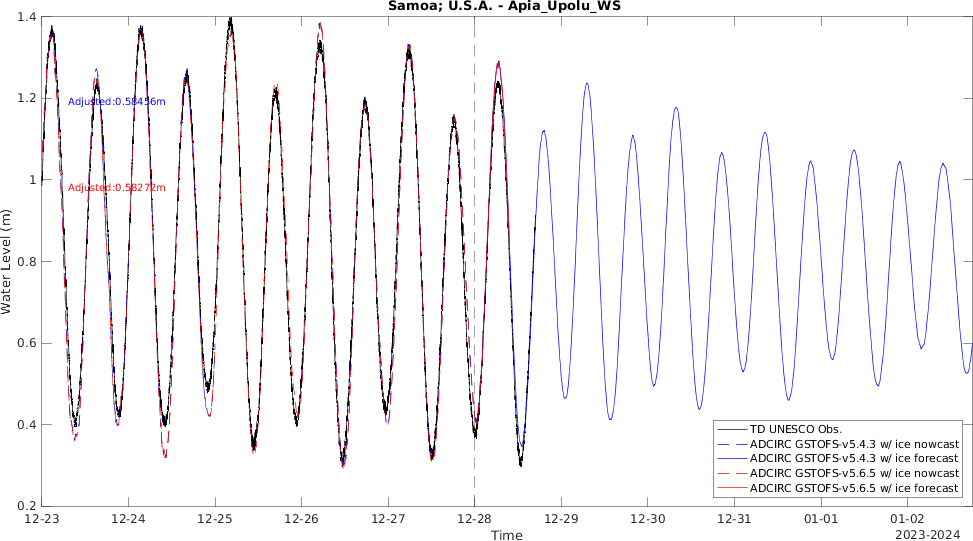 Samoa; U.S.A. - Apia_Upolu_WS
1.4
1.2
1
0.8
0.6
0.4
0.2
Water Level (m)
Adjusted:0.58456m
Adjusted:0.58272m
TD UNESCO Obs.
ADCIRC GSTOFS-v5.4.3 w/ ice nowcast
ADCIRC GSTOFS-v5.4.3 w/ ice forecast
ADCIRC GSTOFS-v5.6.5 w/ ice nowcast
ADCIRC GSTOFS-v5.6.5 w/ ice forecast
12-23 12-24 12-25 12-26 12-27 12-28 12-29 12-30 12-31 01-01 01-02
Time
2023-2024